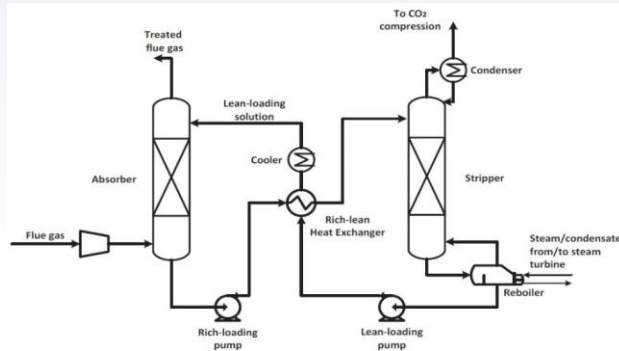 To CO₂
compression
Treated
flue gas
Condenser
Lean-loading
solution
Cooler
Absorber
Stripper
Rich-lean
Heat Exchanger
Flue gas
Steam/condensate
from/to steam
turbine
Reboiler
Rich-loading
pump
Lean-loading
pump